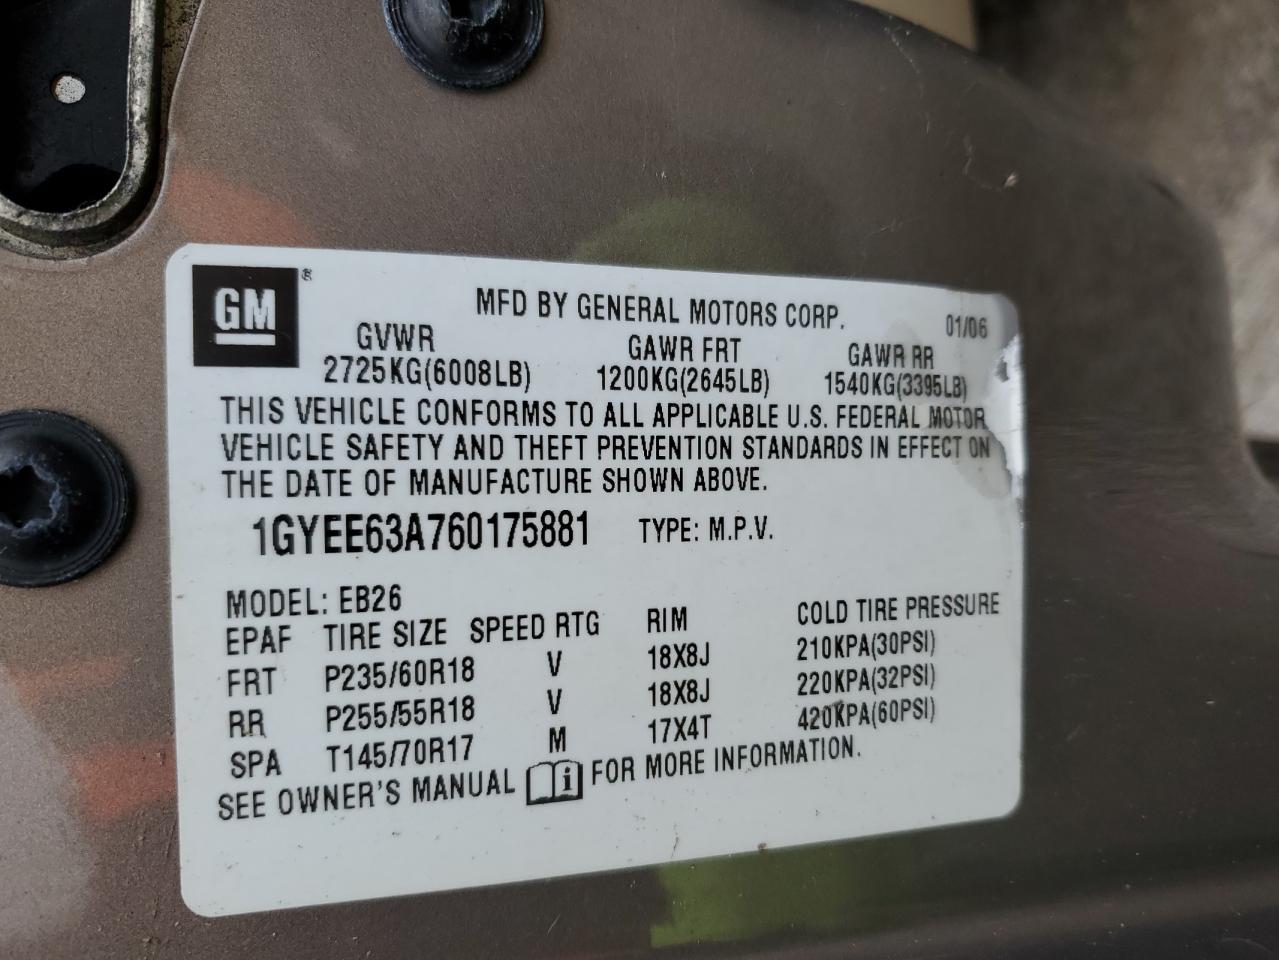 GM ®
MFD BY GENERAL MOTORS CORP. 01/06
GVWR GAWR FRT GAWR RR
2725KG(6008LB) 1200KG(2645LB) 1540KG(3395LB)
THIS VEHICLE CONFORMS TO ALL APPLICABLE U.S. FEDERAL MOTOR
VEHICLE SAFETY AND THEFT PREVENTION STANDARDS IN EFFECT ON
THE DATE OF MANUFACTURE SHOWN ABOVE.
1GYEE63A760175881 TYPE: M.P.V.
MODEL: EB26
EPAF TIRE SIZE SPEED RTG RIM COLD TIRE PRESSURE
FRT P235/60R18 V 18X8J 210KPA(30PSI)
RR P255/55R18 V 18X8J 220KPA(32PSI)
SPA T145/70R17 M 17X4T 420KPA(60PSI)
SEE OWNER'S MANUAL i FOR MORE INFORMATION.